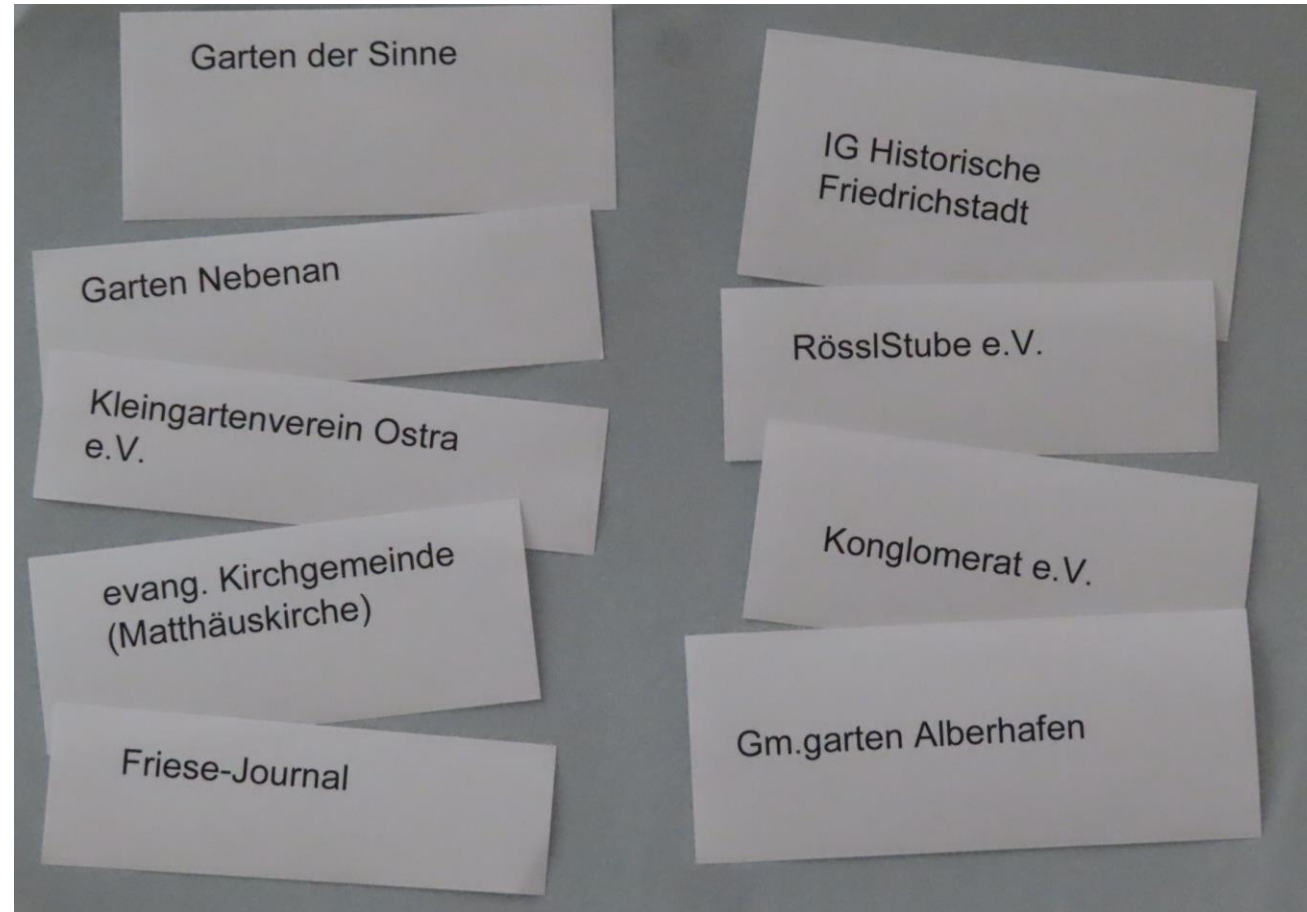 Garten der Sinne
Garten Nebenan
Kleingartenverein Ostra
e.V.
evang. Kirchgemeinde
(Matthäuskirche)
Friese-Journal
IG Historische
Friedrichstadt
RösslStube e.V.
Konglomerat e.V.
Gm.garten Alberhafen